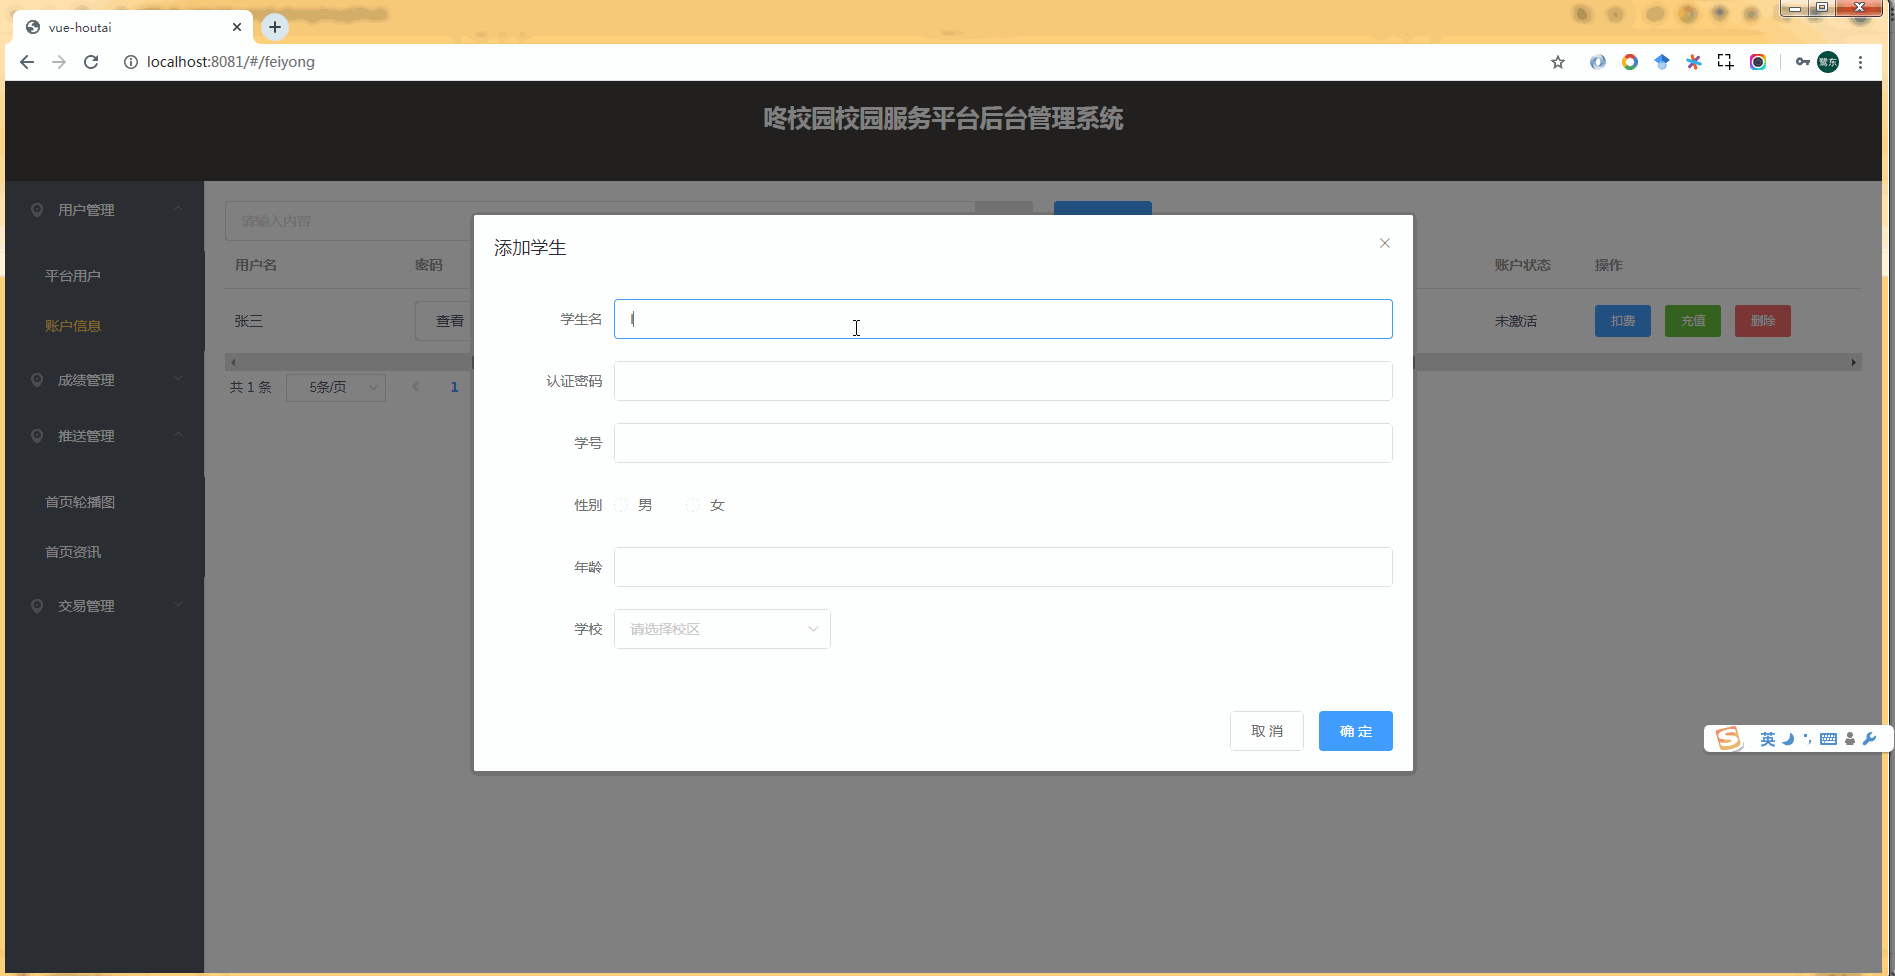 vue-houtai
localhost:8081/#/feiyong
鹭东
咚校园校园服务平台后台管理系统
用户管理
平台用户
账户信息
成绩管理
推送管理
首页轮播图
首页资讯
交易管理
请输入内容
用户名 密码 账户状态 操作
张三 查看 未激活 扣费 充值 删除
共 1 条 5条/页 1
添加学生
学生名
认证密码
学号
性别 男 女
年龄
学校 请选择校区
取 消 确 定
英